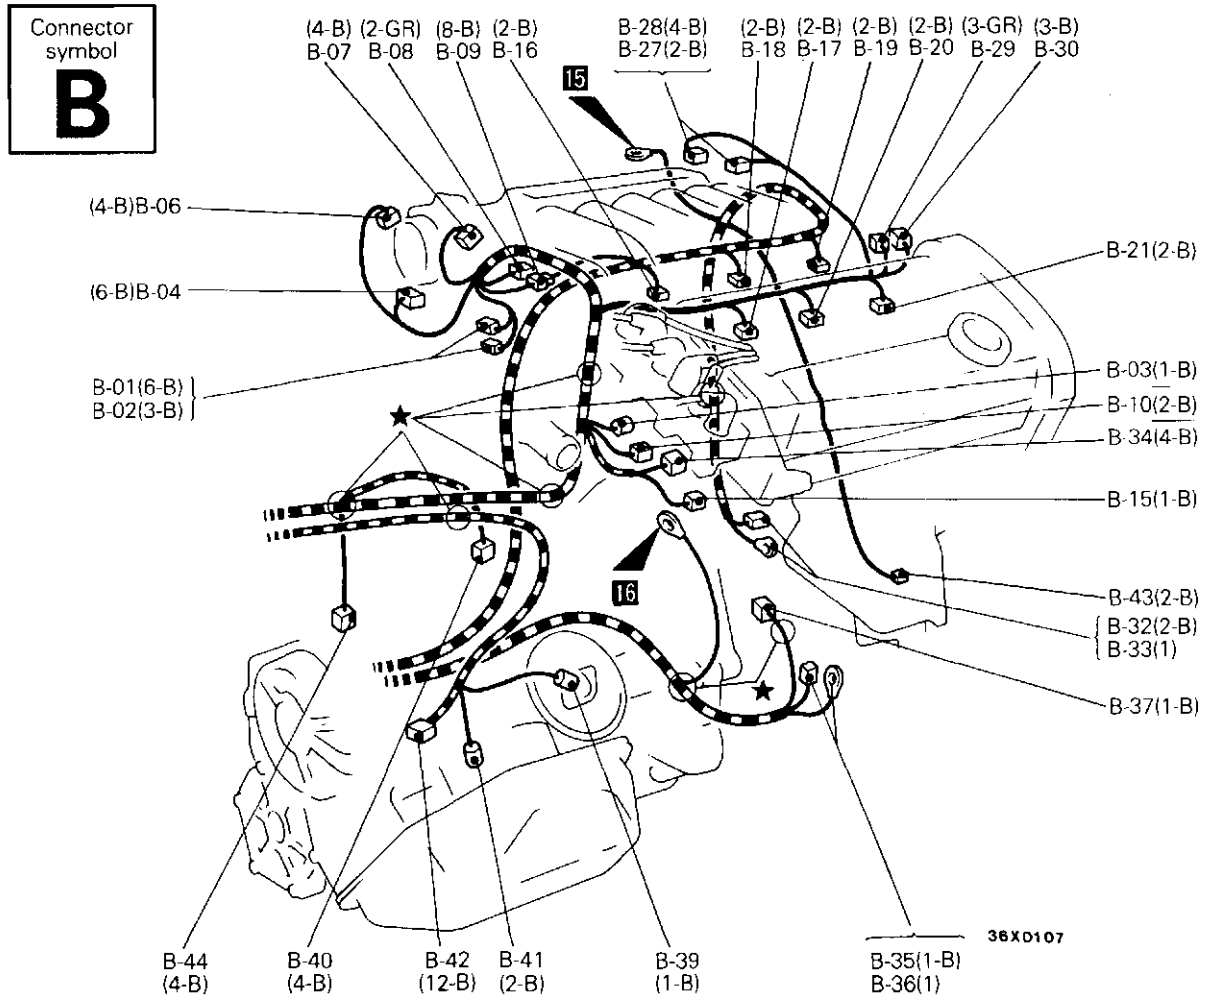 Connector
symbol
B
(4-B) (2-GR) (8-B) (2-B)
B-07 B-08 B-09 B-16
B-28(4-B)
B-27(2-B)
(2-B) (2-B) (2-B) (2-B) (3-GR) (3-B)
B-18 B-17 B-19 B-20 B-29 B-30
15
(4-B)B-06
(6-B)B-04
B-01(6-B)
B-02(3-B)
B-21(2-B)
B-03(1-B)
B-10(2-B)
B-34(4-B)
B-15(1-B)
16
B-43(2-B)
B-32(2-B)
B-33(1)
B-37(1-B)
36X0107
B-44 B-40 B-42 B-41 B-39
(4-B) (4-B) (12-B) (2-B) (1-B)
B-35(1-B)
B-36(1)